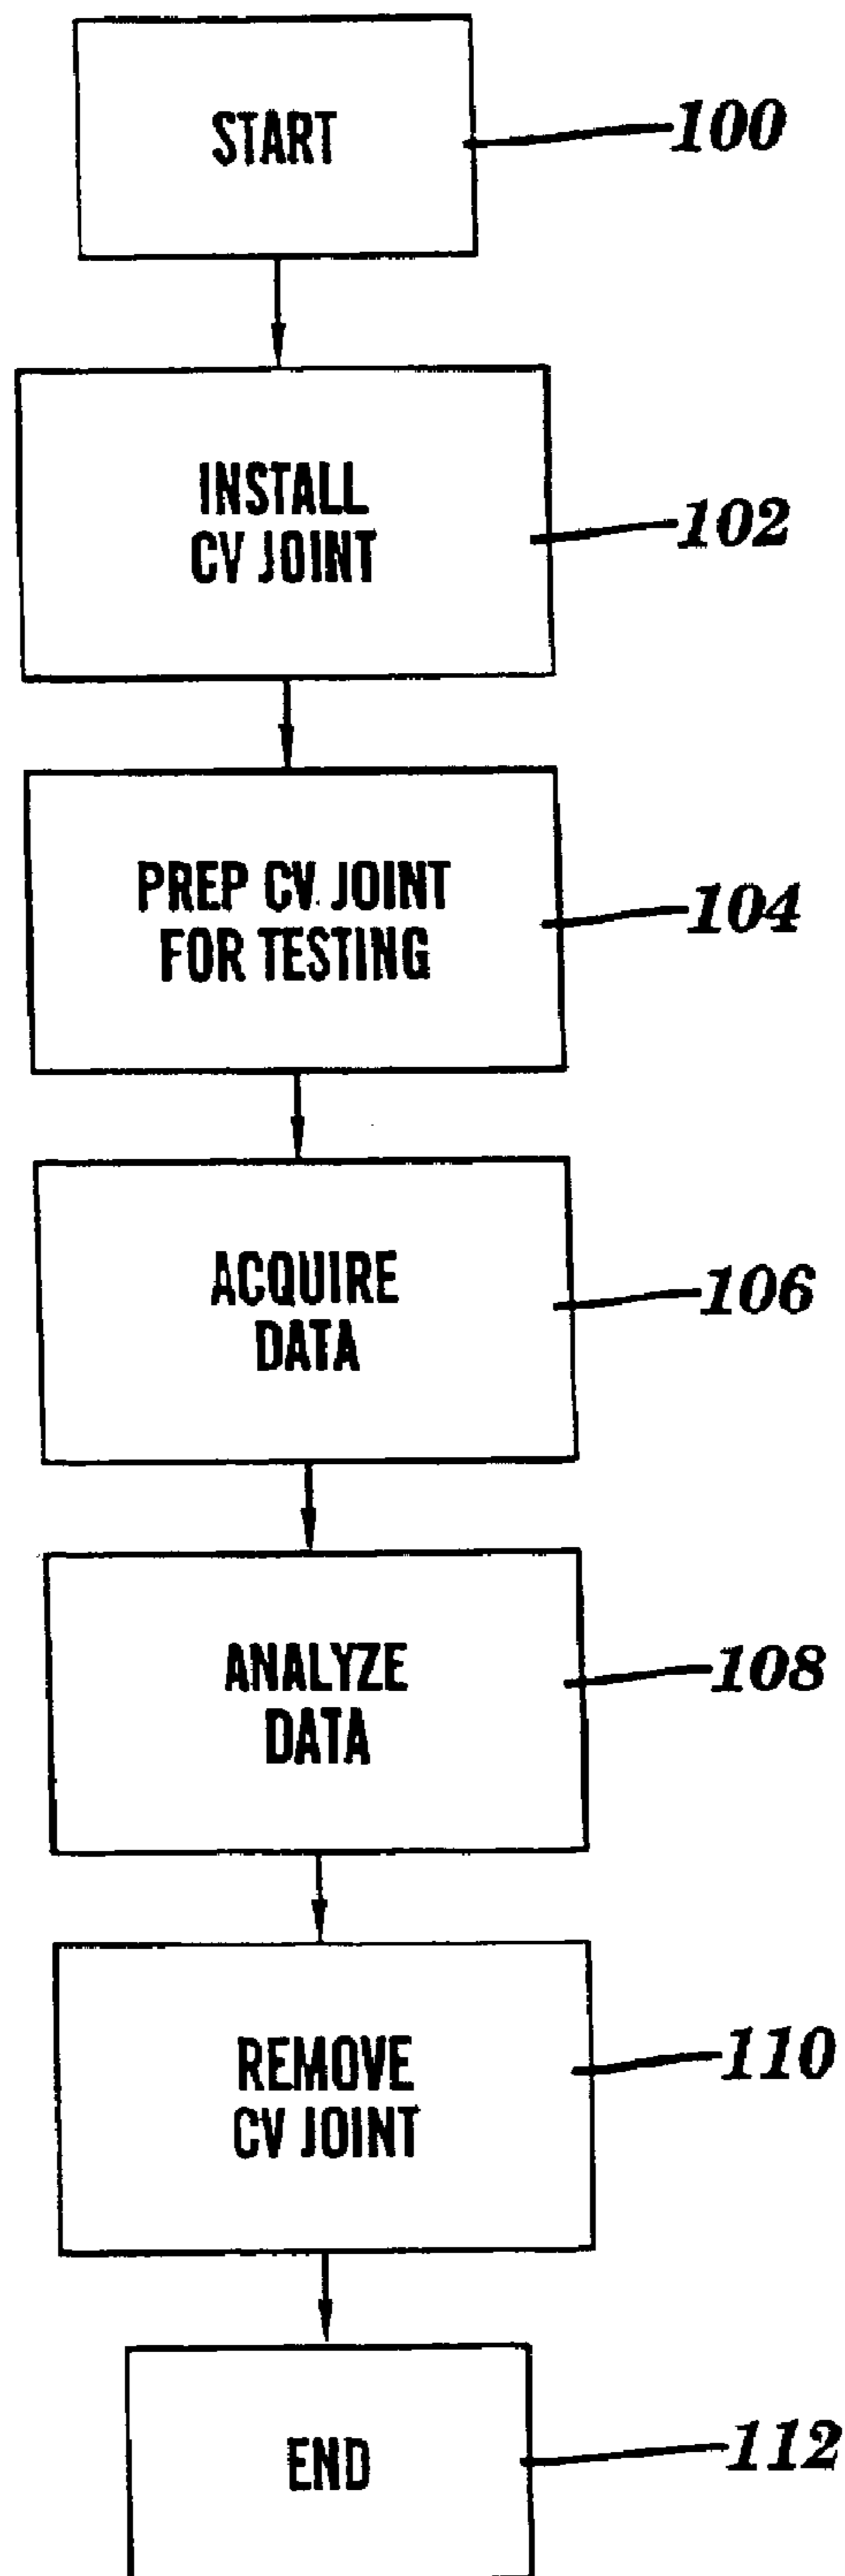 START
100
INSTALL
CV JOINT
102
PREP CV JOINT
FOR TESTING
104
ACQUIRE
DATA
106
ANALYZE
DATA
108
REMOVE
CV JOINT
110
END
112